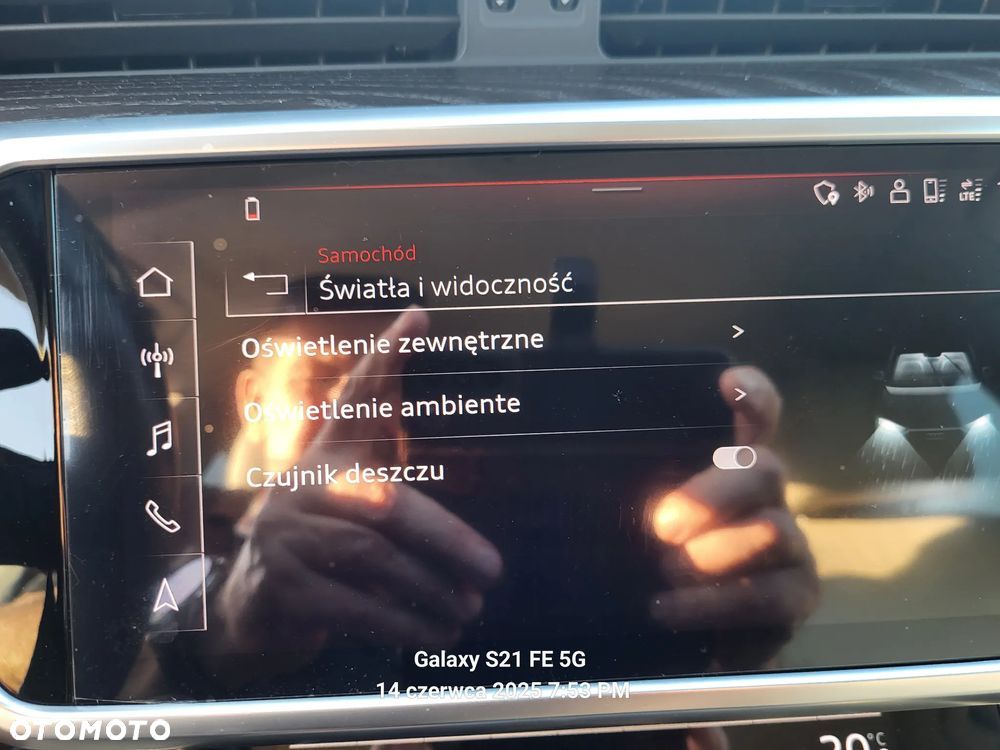 LTE
Samochód
Światła i widoczność
Oświetlenie zewnętrzne
Oświetlenie ambiente
Czujnik deszczu
Galaxy S21 FE 5G
14 czerwca 2025 7:53 PM
OTOMOTO
°C